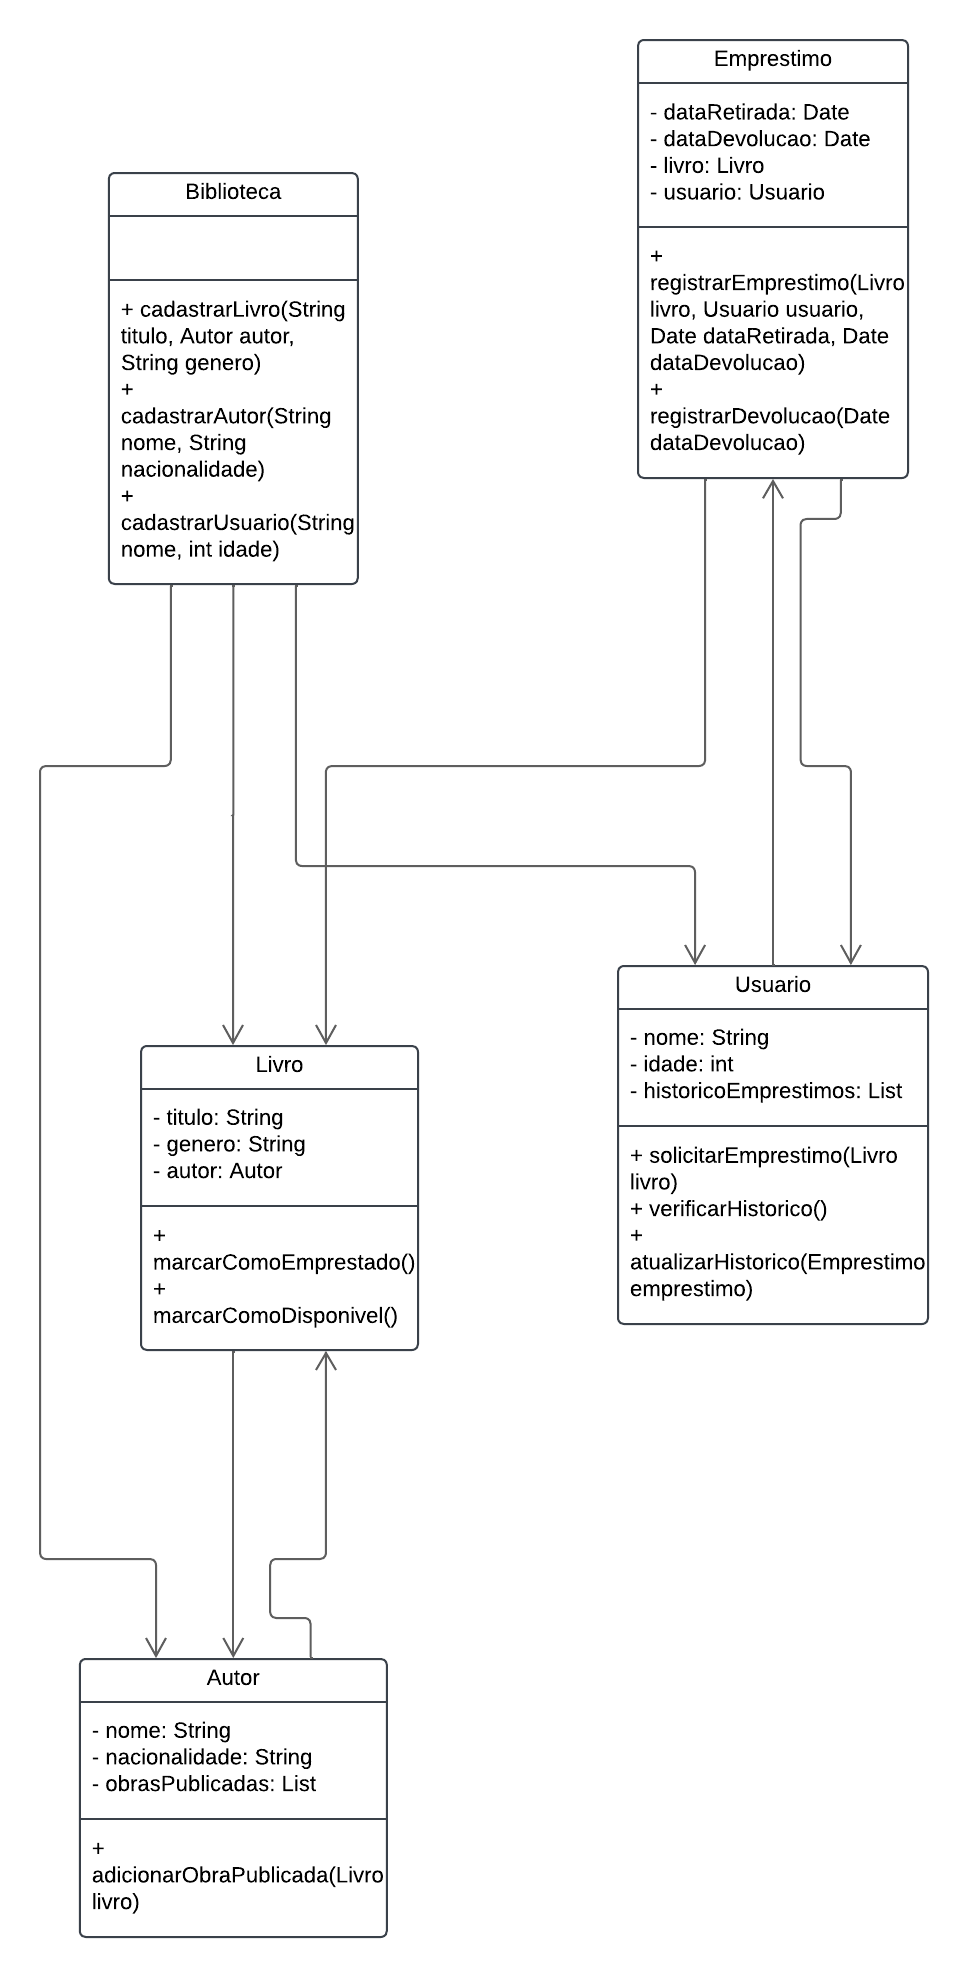 Emprestimo
- dataRetirada: Date
- dataDevolucao: Date
- livro: Livro
- usuario: Usuario
+
registrarEmprestimo(Livro
livro, Usuario usuario,
Date dataRetirada, Date
dataDevolucao)
+
registrarDevolucao(Date
dataDevolucao)
Biblioteca
+ cadastrarLivro(String
titulo, Autor autor,
String genero)
+
cadastrarAutor(String
nome, String
nacionalidade)
+
cadastrarUsuario(String
nome, int idade)
Usuario
- nome: String
- idade: int
- historicoEmprestimos: List
+ solicitarEmprestimo(Livro
livro)
+ verificarHistorico()
+
atualizarHistorico(Emprestimo
emprestimo)
Livro
- titulo: String
- genero: String
- autor: Autor
+
marcarComoEmprestado()
+
marcarComoDisponivel()
Autor
- nome: String
- nacionalidade: String
- obrasPublicadas: List
+
adicionarObraPublicada(Livro
livro)